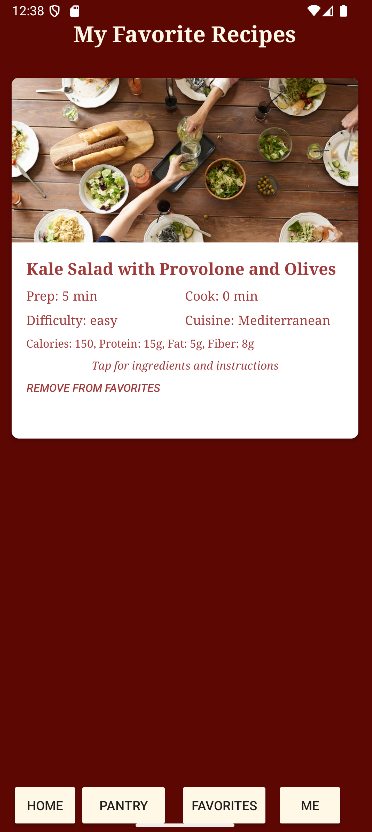 12:38
My Favorite Recipes
Kale Salad with Provolone and Olives
Prep: 5 min Cook: 0 min
Difficulty: easy Cuisine: Mediterranean
Calories: 150, Protein: 15g, Fat: 5g, Fiber: 8g
Tap for ingredients and instructions
REMOVE FROM FAVORITES
HOME PANTRY FAVORITES ME